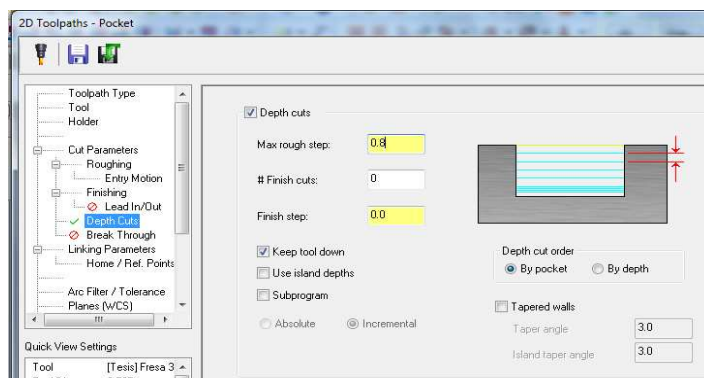 2D Toolpaths - Pocket
Toolpath Type
Tool
Holder
Cut Parameters
Roughing
Entry Motion
Finishing
Lead In/Out
Depth Cuts
Break Through
Linking Parameters
Home / Ref. Points
Arc Filter / Tolerance
Planes (WCS)
Quick View Settings
Tool [Tesis] Fresa 3
Depth cuts
Max rough step: 0.8
# Finish cuts: 0
Finish step: 0.0
Keep tool down
Use island depths
Subprogram
Absolute Incremental
Depth cut order
By pocket By depth
Tapered walls
Taper angle 3.0
Island taper angle 3.0